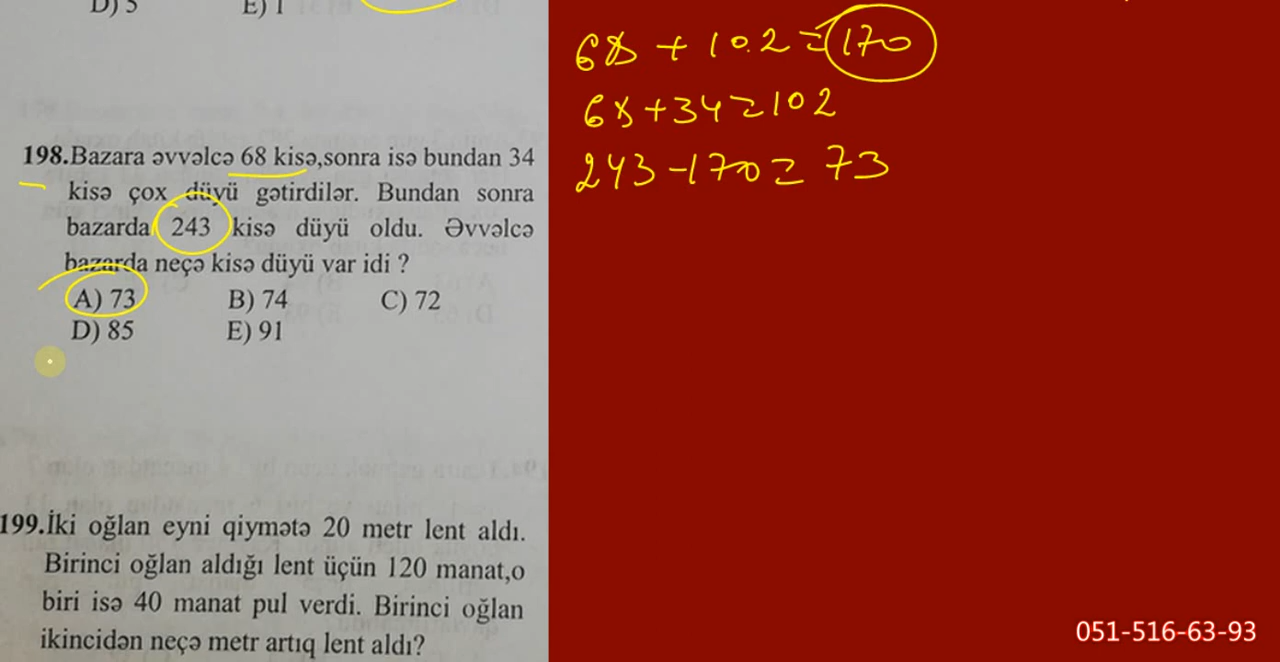 D) 5 E) 1
198.Bazara əvvəlcə 68 kisə,sonra isə bundan 34
kisə çox düyü gətirdilər. Bundan sonra
bazarda 243 kisə düyü oldu. Əvvəlcə
bazarda neçə kisə düyü var idi ?
A) 73 B) 74 C) 72
D) 85 E) 91
199.İki oğlan eyni qiymətə 20 metr lent aldı.
Birinci oğlan aldığı lent üçün 120 manat,o
biri isə 40 manat pul verdi. Birinci oğlan
ikincidən neçə metr artıq lent aldı?
68 + 102 = 170
68+34=102
243-170= 73
051-516-63-93